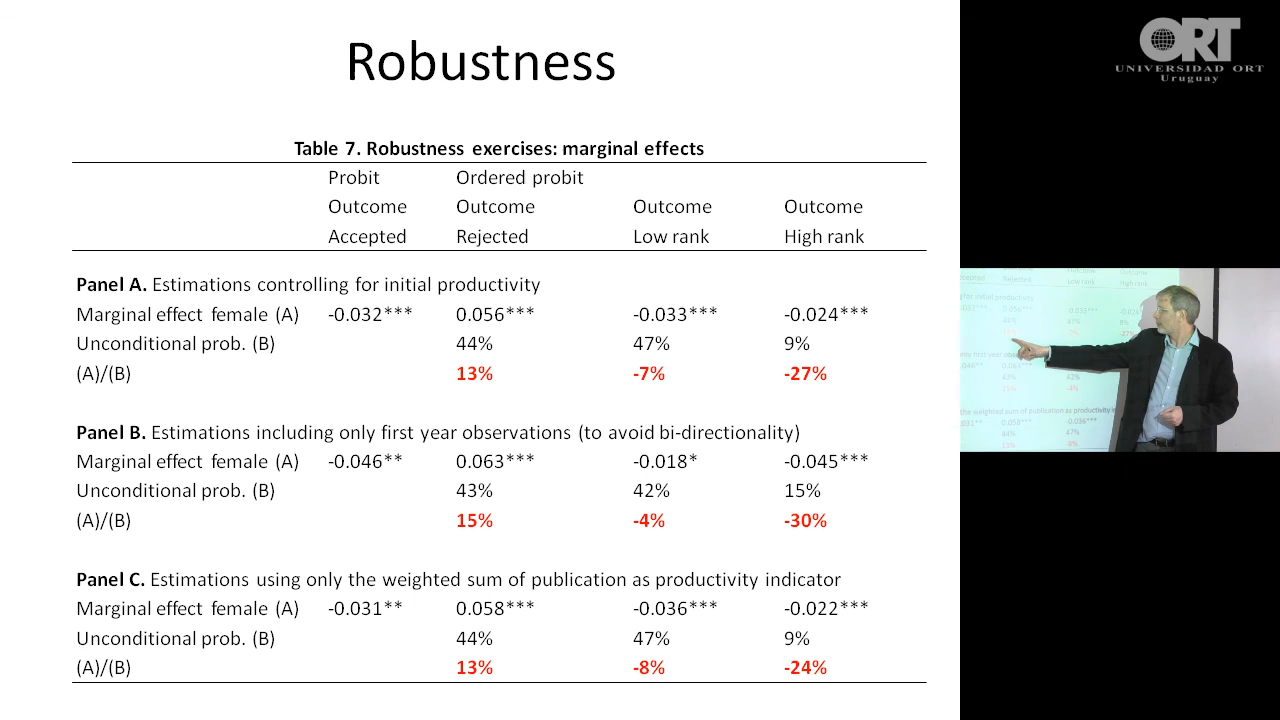 Robustness
Table 7. Robustness exercises: marginal effects
Probit Ordered probit
Outcome Outcome Outcome Outcome
Accepted Rejected Low rank High rank
Panel A. Estimations controlling for initial productivity
Marginal effect female (A) -0.032*** 0.056*** -0.033*** -0.024***
Unconditional prob. (B) 44% 47% 9%
(A)/(B) 13% -7% -27%
Panel B. Estimations including only first year observations (to avoid bi-directionality)
Marginal effect female (A) -0.046** 0.063*** -0.018* -0.045***
Unconditional prob. (B) 43% 42% 15%
(A)/(B) 15% -4% -30%
Panel C. Estimations using only the weighted sum of publication as productivity indicator
Marginal effect female (A) -0.031** 0.058*** -0.036*** -0.022***
Unconditional prob. (B) 44% 47% 9%
(A)/(B) 13% -8% -24%
ORT
UNIVERSIDAD ORT
Uruguay